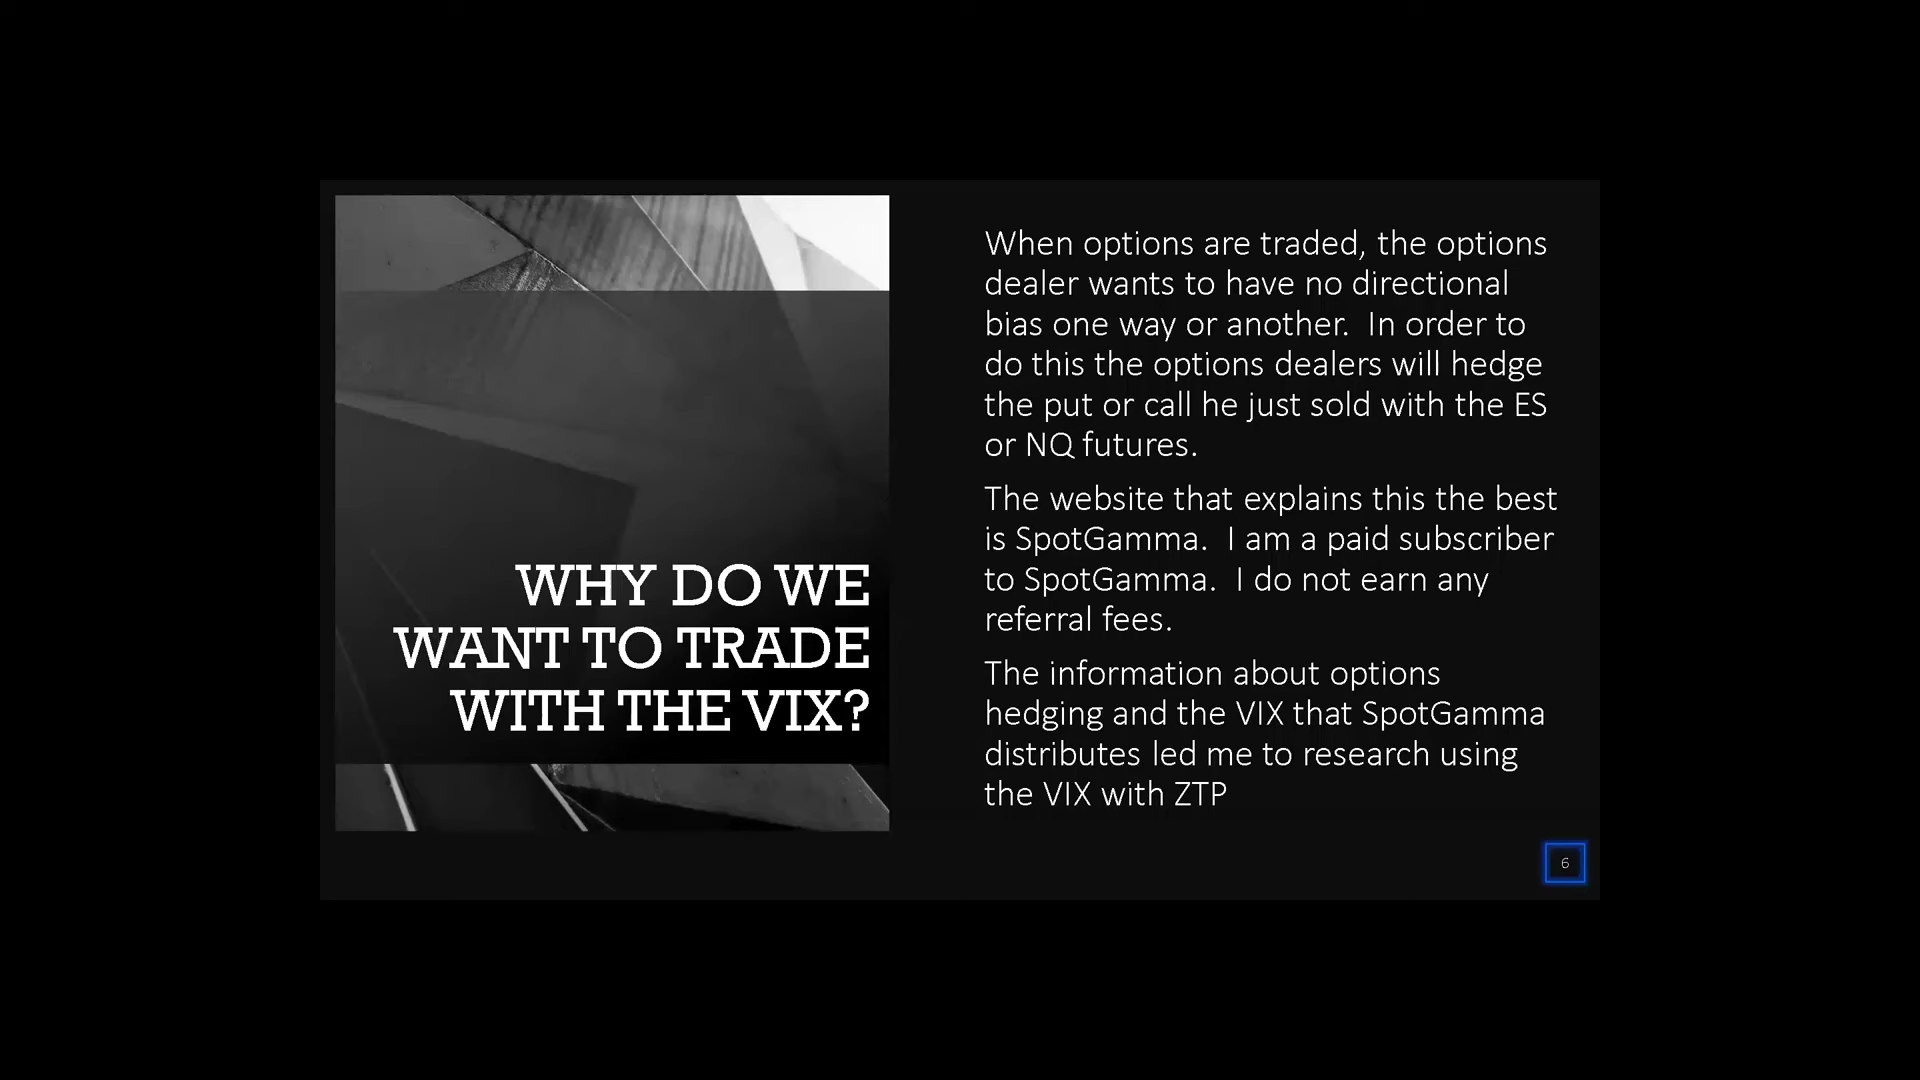 WHY DO WE
WANT TO TRADE
WITH THE VIX?
When options are traded, the options
dealer wants to have no directional
bias one way or another.  In order to
do this the options dealers will hedge
the put or call he just sold with the ES
or NQ futures.
The website that explains this the best
is SpotGamma.  I am a paid subscriber
to SpotGamma.  I do not earn any
referral fees.
The information about options
hedging and the VIX that SpotGamma
distributes led me to research using
the VIX with ZTP
6